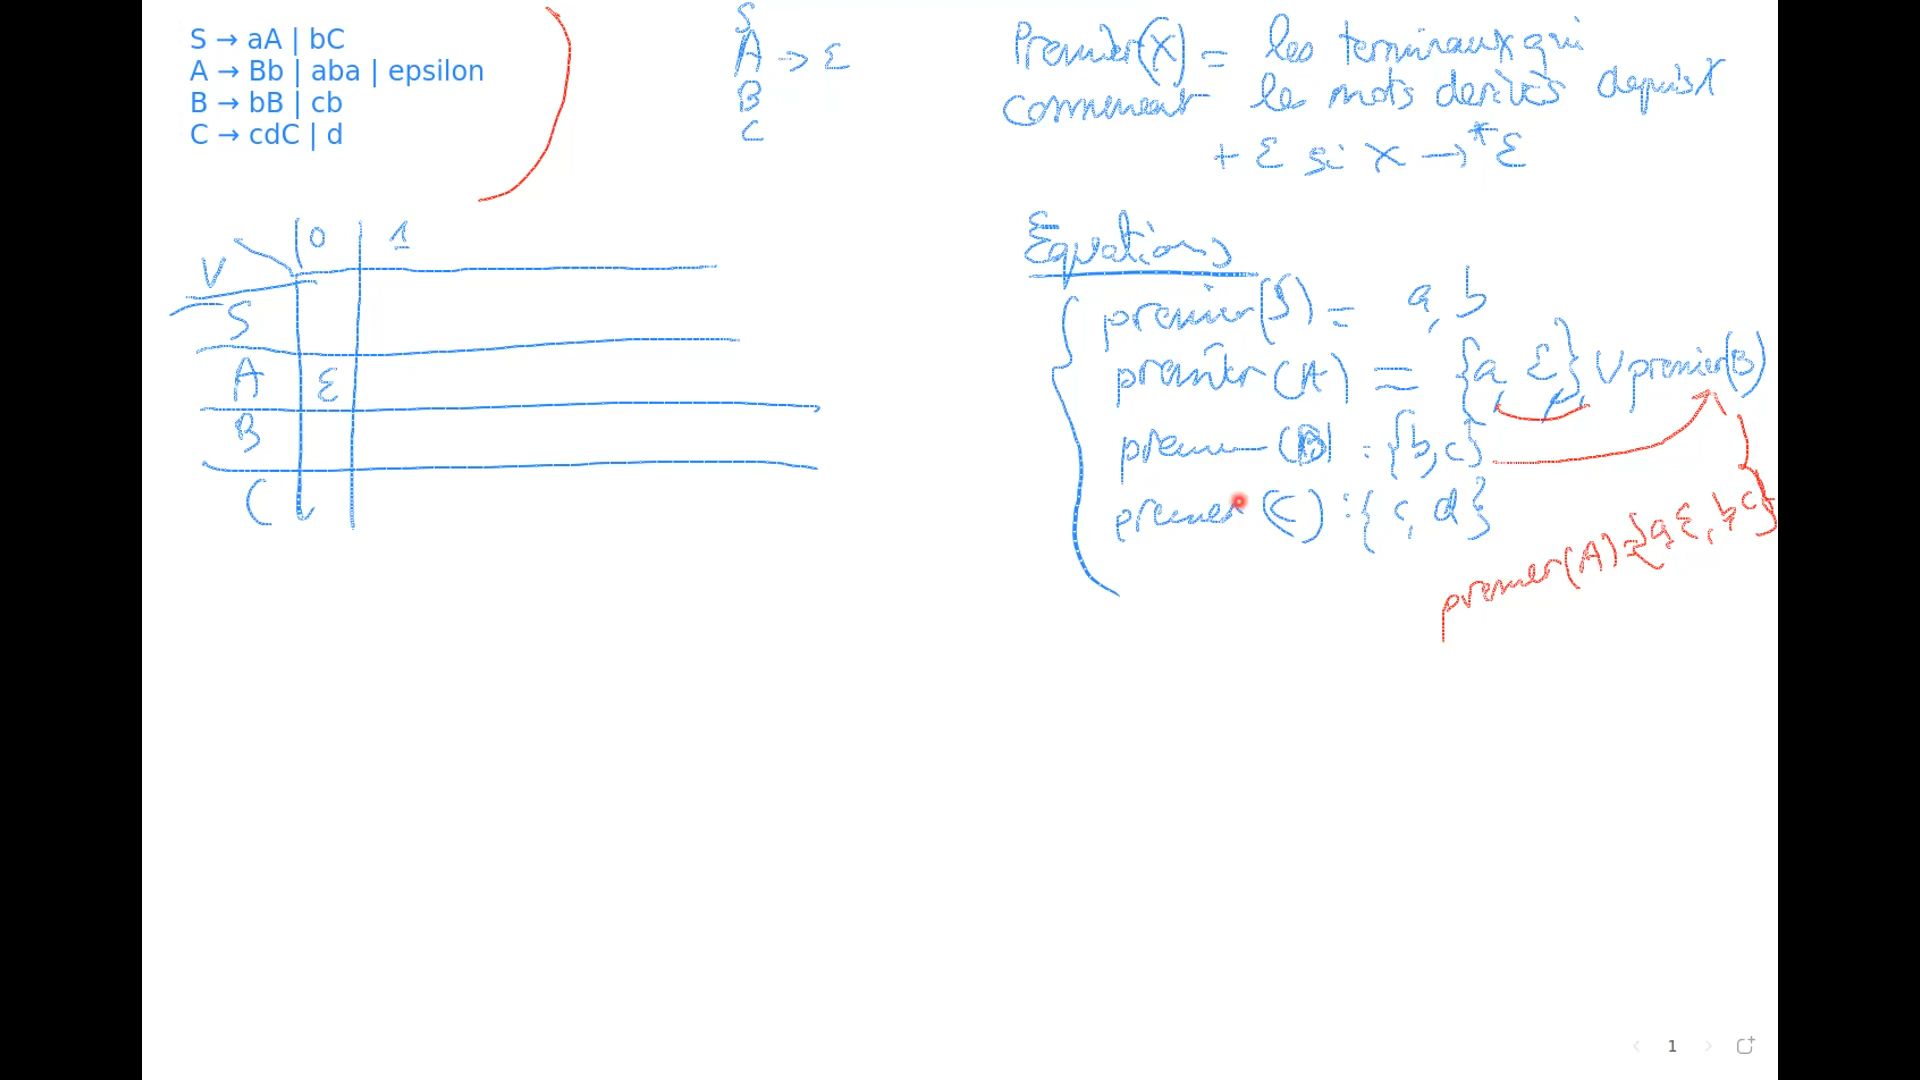 S → aA | bC
A → Bb | aba | epsilon
B → bB | cb
C → cdC | d
S
A → ε
B
C
Premier(X) = les terminaux qui
commencent les mots dérivés depuis X
+ ε si X →* ε
V 0 1
S
A ε
B
C
Equations
premier(S) = a, b
premier(A) = {a, ε} U premier(B)
premier(B) : {b, c}
premier(C) : {c, d}
premier(A) = {a, ε, b, c}
1